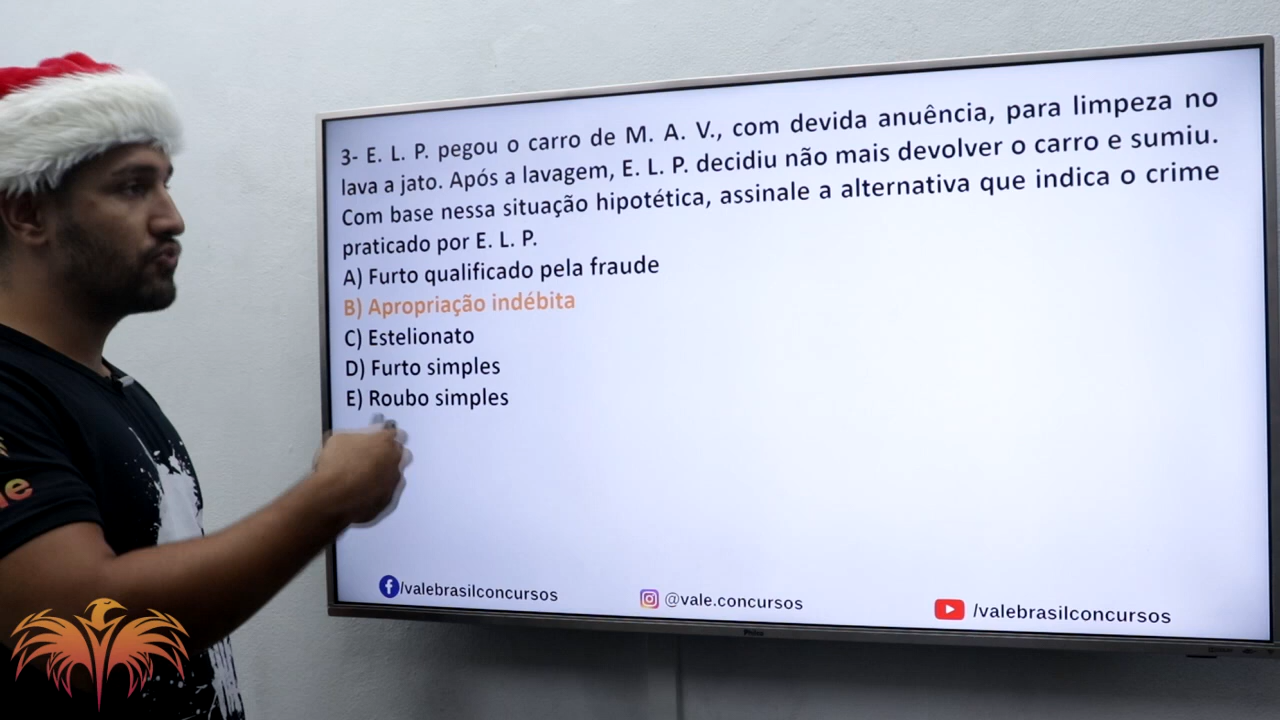 3- E. L. P. pegou o carro de M. A. V., com devida anuência, para limpeza no
lava a jato. Após a lavagem, E. L. P. decidiu não mais devolver o carro e sumiu.
Com base nessa situação hipotética, assinale a alternativa que indica o crime
praticado por E. L. P.
A) Furto qualificado pela fraude
B) Apropriação indébita
C) Estelionato
D) Furto simples
E) Roubo simples
/valebrasilconcursos
@vale.concursos
/valebrasilconcursos
Philco